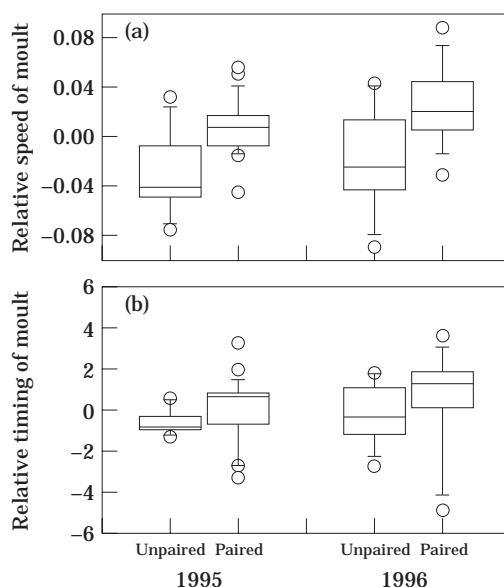 (a)
Relative speed of moult
0.08
0.04
0.00
−0.04
−0.08
(b)
Relative timing of moult
6
4
2
0
−2
−4
−6
Unpaired Paired Unpaired Paired
1995 1996